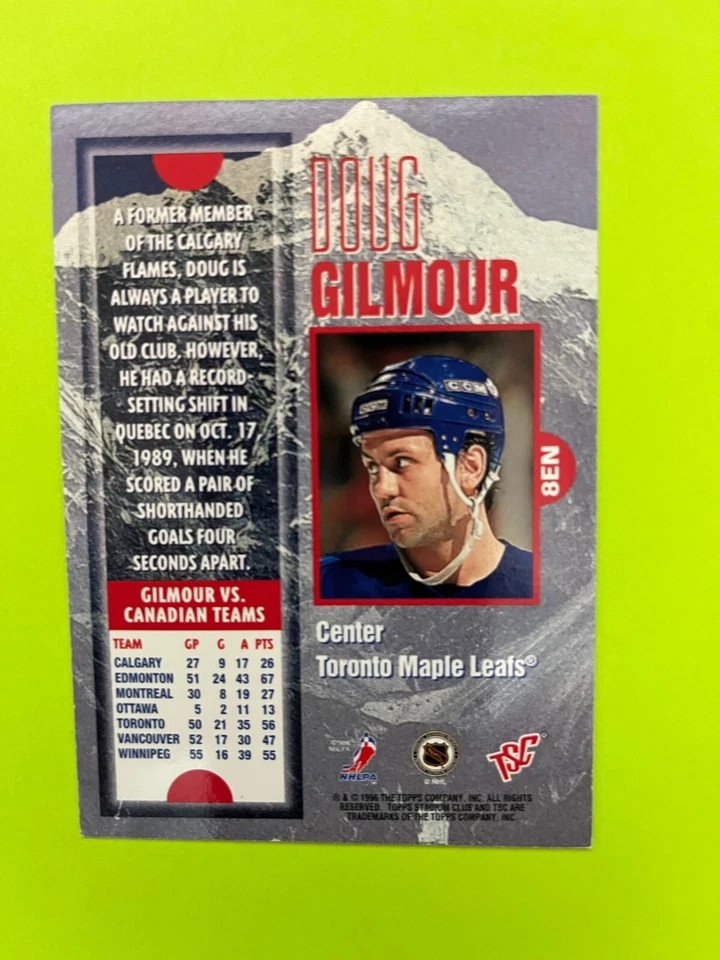 A FORMER MEMBER
OF THE CALGARY
FLAMES, DOUG IS
ALWAYS A PLAYER TO
WATCH AGAINST HIS
OLD CLUB. HOWEVER,
HE HAD A RECORD-
SETTING SHIFT IN
QUEBEC ON OCT. 17,
1989, WHEN HE
SCORED A PAIR OF
SHORTHANDED
GOALS FOUR
SECONDS APART.
GILMOUR VS.
CANADIAN TEAMS
TEAM GP G A PTS
CALGARY 27 9 17 26
EDMONTON 51 24 43 67
MONTREAL 30 8 19 27
OTTAWA 5 2 11 13
TORONTO 50 21 35 56
VANCOUVER 52 17 30 47
WINNIPEG 55 16 39 55
DOUG
GILMOUR
CCM
CCM
8EN
Center
Toronto Maple Leafs®
©1996
NHLPA
NHLPA
© NHL
TSC
® & © 1996 THE TOPPS COMPANY, INC. ALL RIGHTS
RESERVED. TOPPS STADIUM CLUB AND TSC ARE
TRADEMARKS OF THE TOPPS COMPANY, INC.